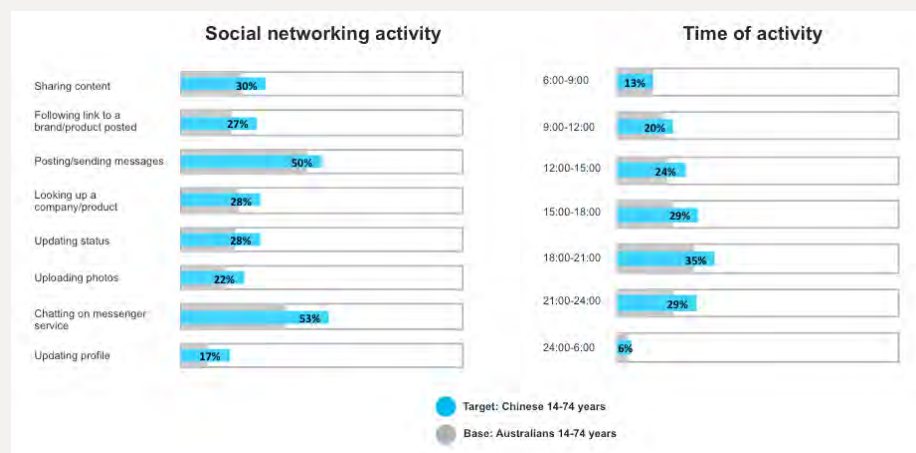 Social networking activity
Sharing content
30%
Following link to a
brand/product posted
27%
Posting/sending messages
50%
Looking up a
company/product
28%
Updating status
28%
Uploading photos
22%
Chatting on messenger
service
53%
Updating profile
17%
Time of activity
6:00-9:00
13%
9:00-12:00
20%
12:00-15:00
24%
15:00-18:00
29%
18:00-21:00
35%
21:00-24:00
29%
24:00-6:00
6%
Target: Chinese 14-74 years
Base: Australians 14-74 years